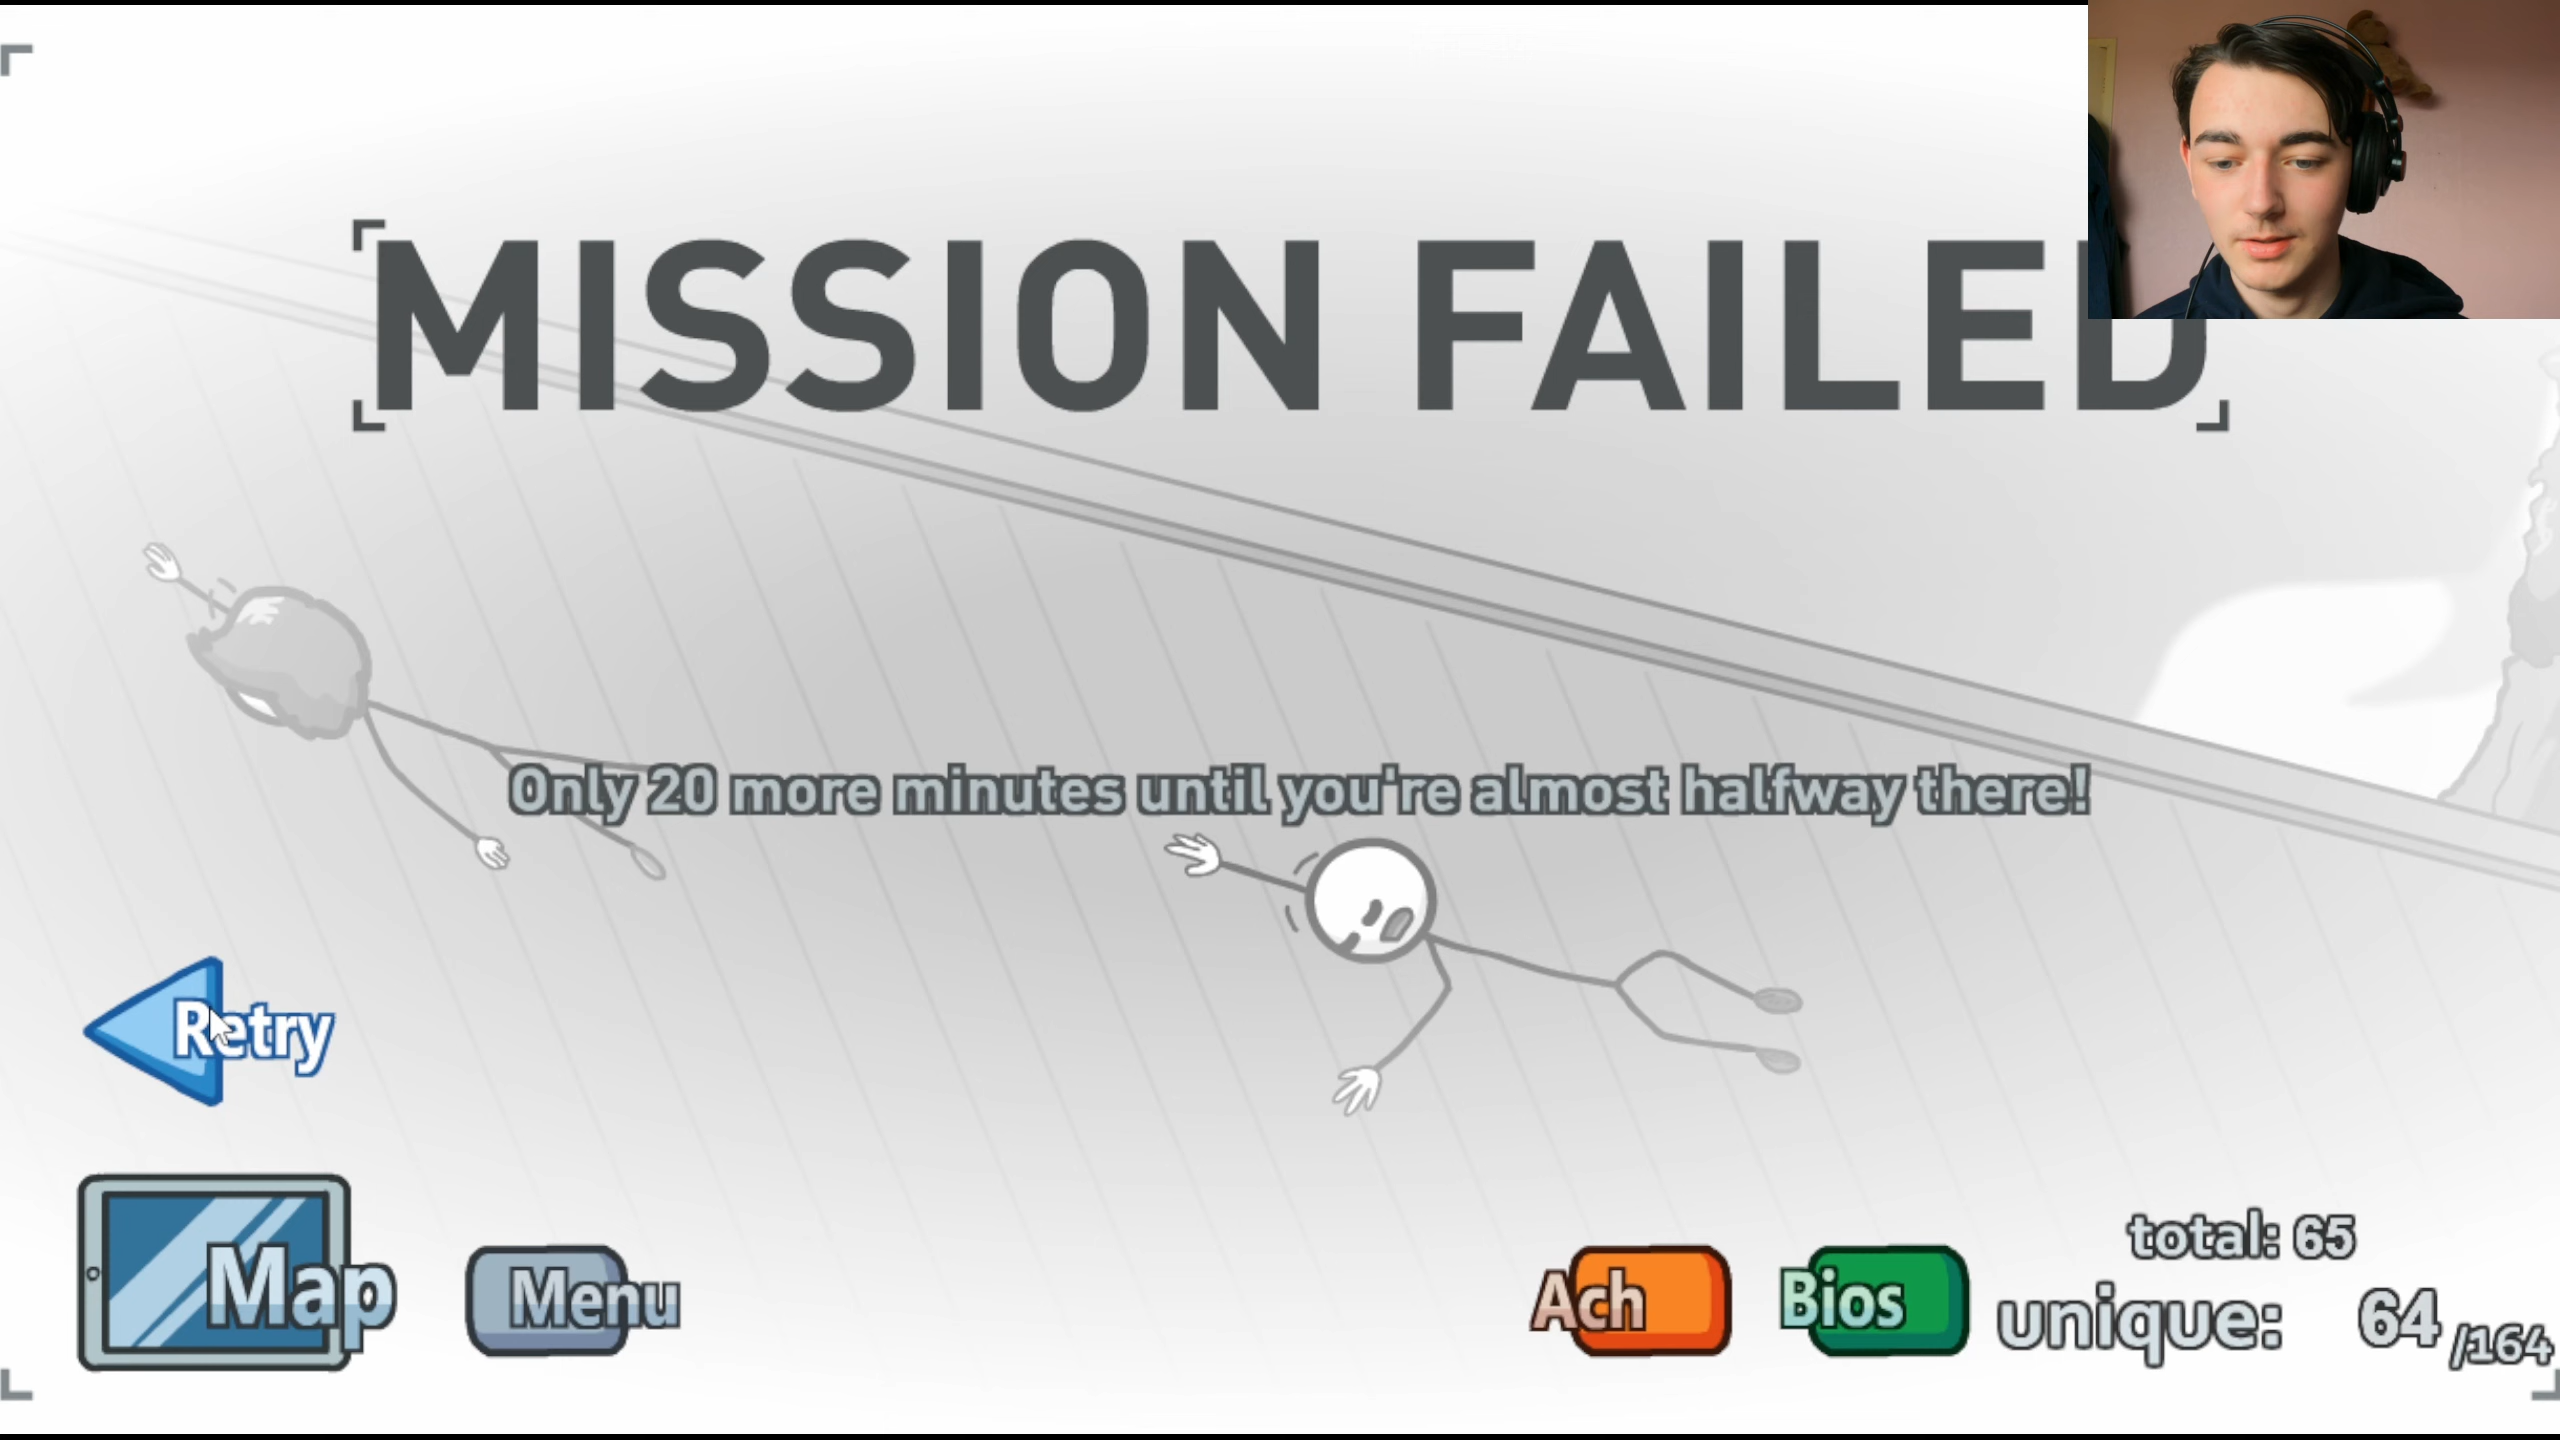 MISSION FAILED
Only 20 more minutes until you're almost halfway there!
Retry
Map
Menu
Ach
Bios
total: 65
unique: 64 /164